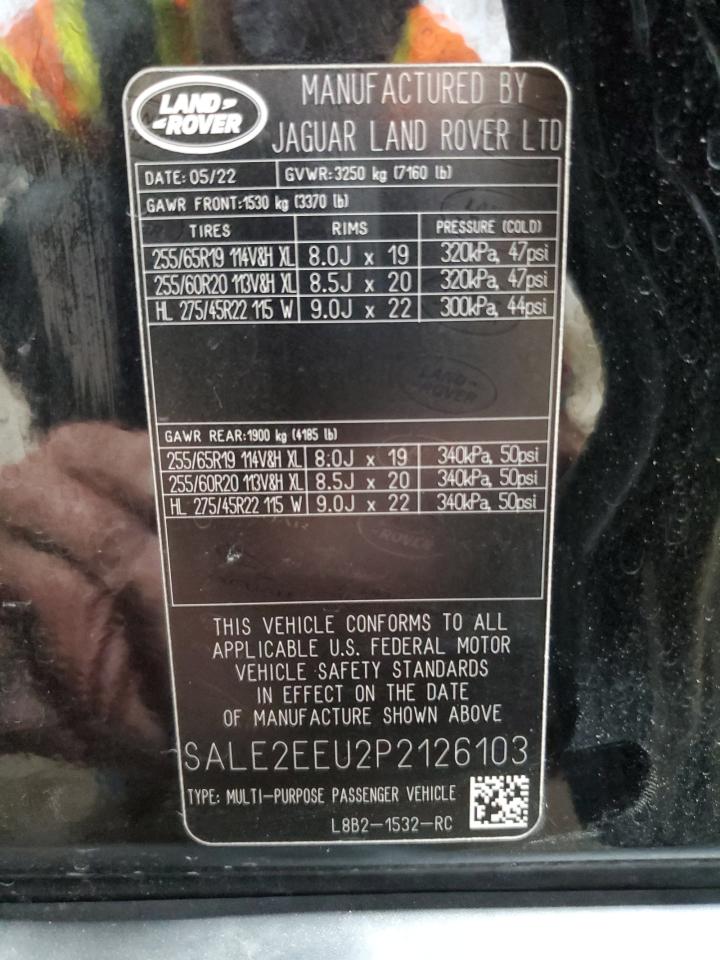 LAND ROVER
MANUFACTURED BY
JAGUAR LAND ROVER LTD
DATE: 05/22 GVWR:3250 kg (7160 lb)
GAWR FRONT:1530 kg (3370 lb)
TIRES RIMS PRESSURE (COLD)
255/65R19 114V&H XL 8.0J x 19 320kPa, 47psi
255/60R20 113V&H XL 8.5J x 20 320kPa, 47psi
HL 275/45R22 115 W 9.0J x 22 300kPa, 44psi
LAND ROVER
GAWR REAR:1900 kg (4185 lb)
255/65R19 114V&H XL 8.0J x 19 340kPa, 50psi
255/60R20 113V&H XL 8.5J x 20 340kPa, 50psi
HL 275/45R22 115 W 9.0J x 22 340kPa, 50psi
ROVER
THIS VEHICLE CONFORMS TO ALL
APPLICABLE U.S. FEDERAL MOTOR
VEHICLE SAFETY STANDARDS
IN EFFECT ON THE DATE
OF MANUFACTURE SHOWN ABOVE
SALE2EEU2P2126103
TYPE: MULTI-PURPOSE PASSENGER VEHICLE
L8B2-1532-RC